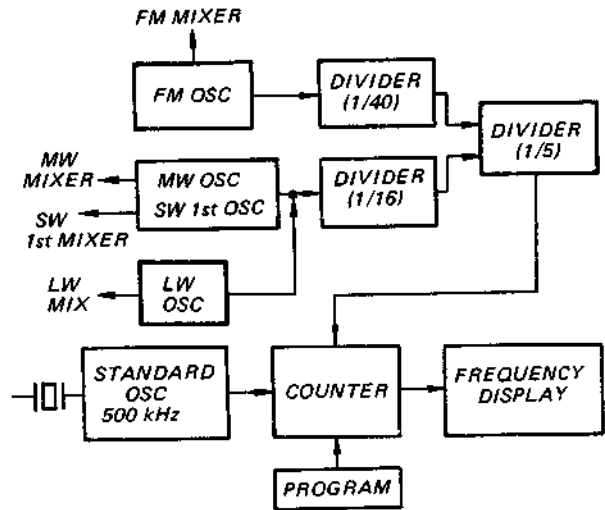 FM MIXER
FM OSC
DIVIDER
(1/40)
DIVIDER
(1/5)
MW
MIXER
MW OSC
SW 1st OSC
DIVIDER
(1/16)
SW
1st MIXER
LW
MIX
LW
OSC
STANDARD
OSC
500 kHz
COUNTER
FREQUENCY
DISPLAY
PROGRAM